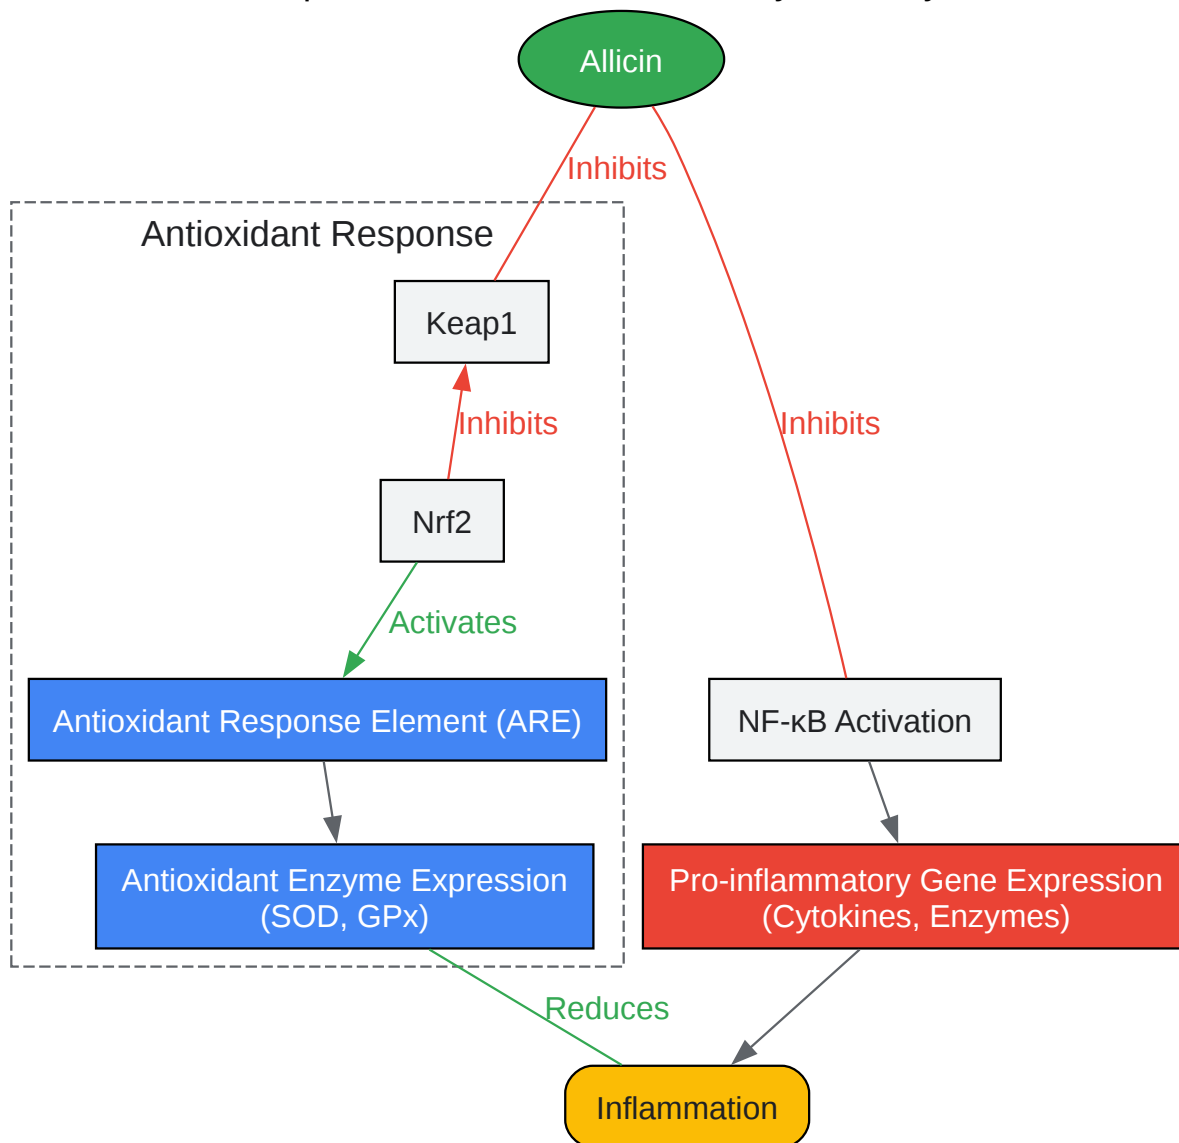 Allicin
Inhibits
Antioxidant Response
Keap1
Inhibits
Inhibits
Nrf2
Activates
Antioxidant Response Element (ARE)
NF-κB Activation
Antioxidant Enzyme Expression
(SOD, GPx)
Pro-inflammatory Gene Expression
(Cytokines, Enzymes)
Reduces
Inflammation